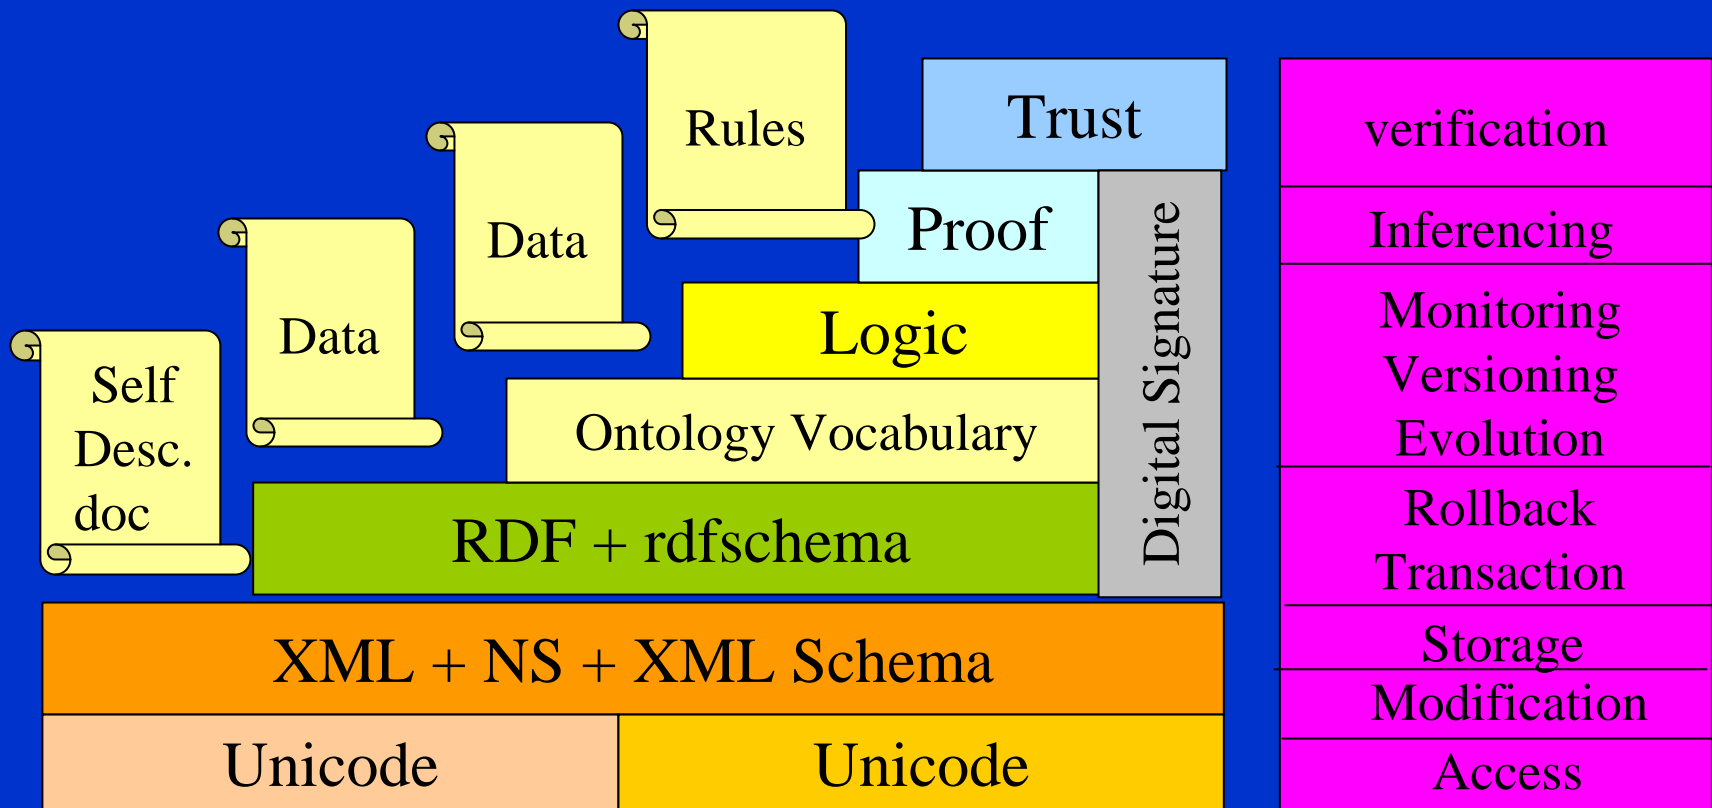 Rules
Trust
Data
Proof
Data
Logic
Self
Desc.
doc
Ontology Vocabulary
Digital Signature
RDF + rdfschema
XML + NS + XML Schema
Unicode
Unicode
verification
Inferencing
Monitoring
Versioning
Evolution
Rollback
Transaction
Storage
Modification
Access